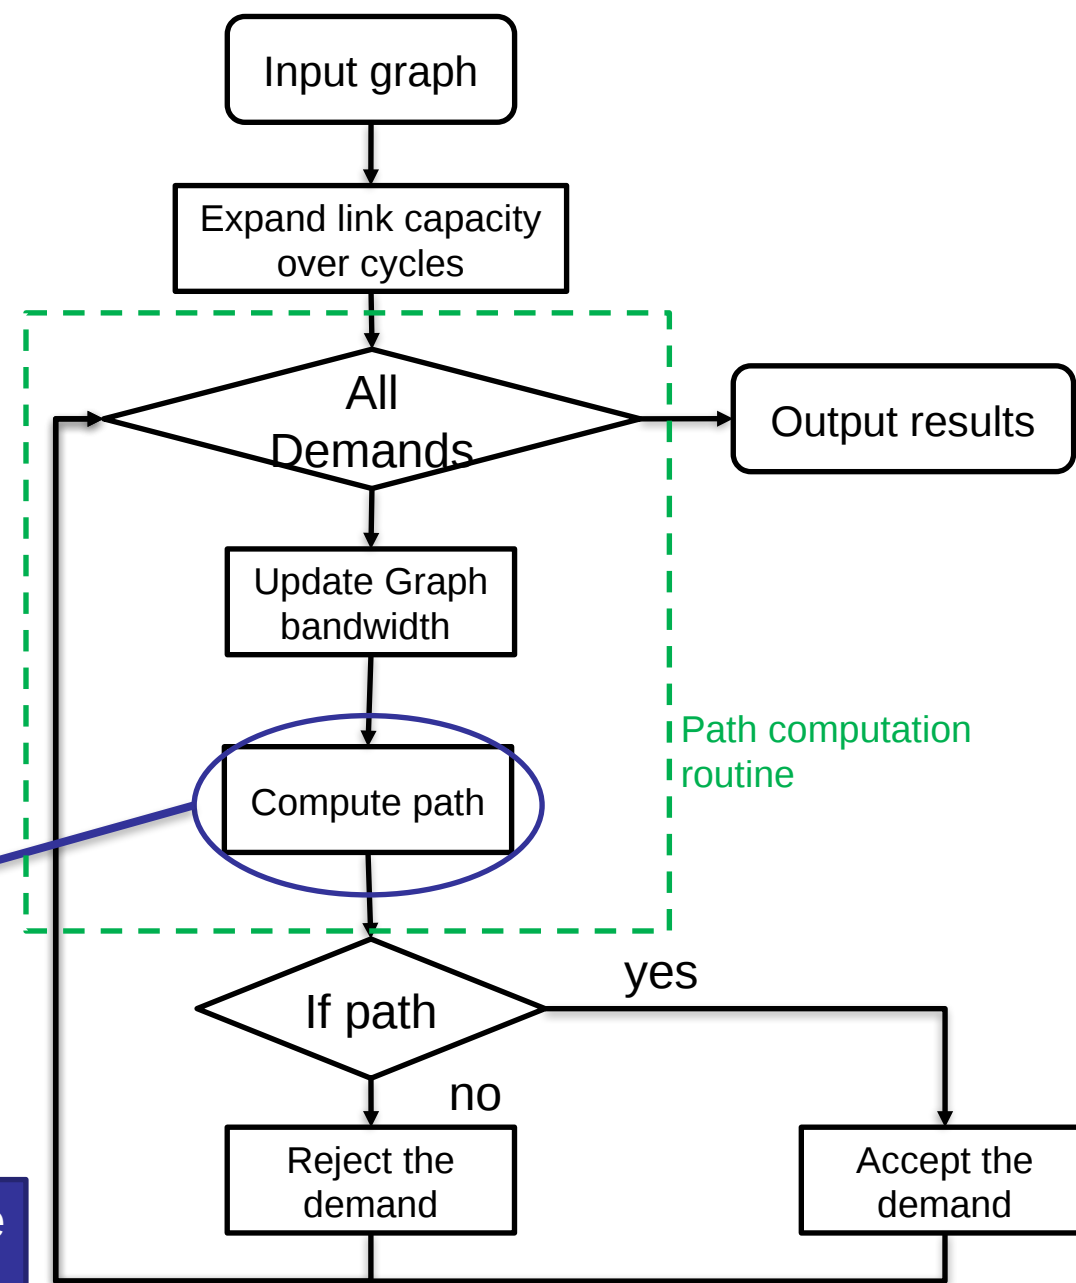 Input graph
Expand link capacity
over cycles
All
Demands
Output results
Update Graph
bandwidth
Path computation
routine
Compute path
yes
If path
no
Reject the
demand
Accept the
demand